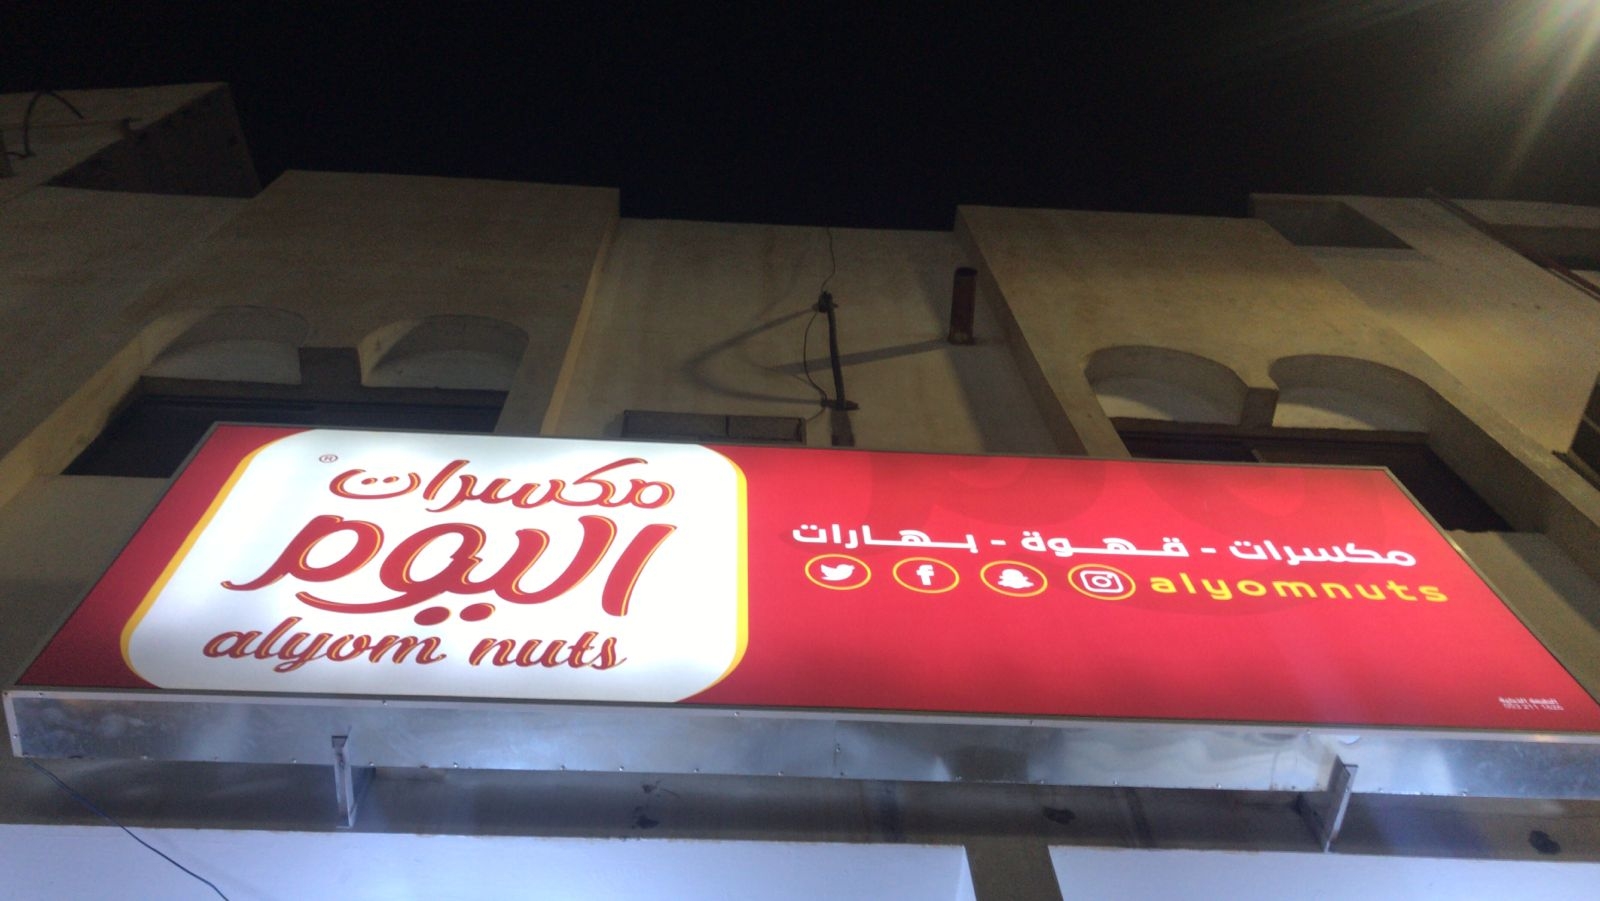 مكسرات®
اليوم
alyom nuts
مكسرات - قهوة - بهارات
alyomnuts